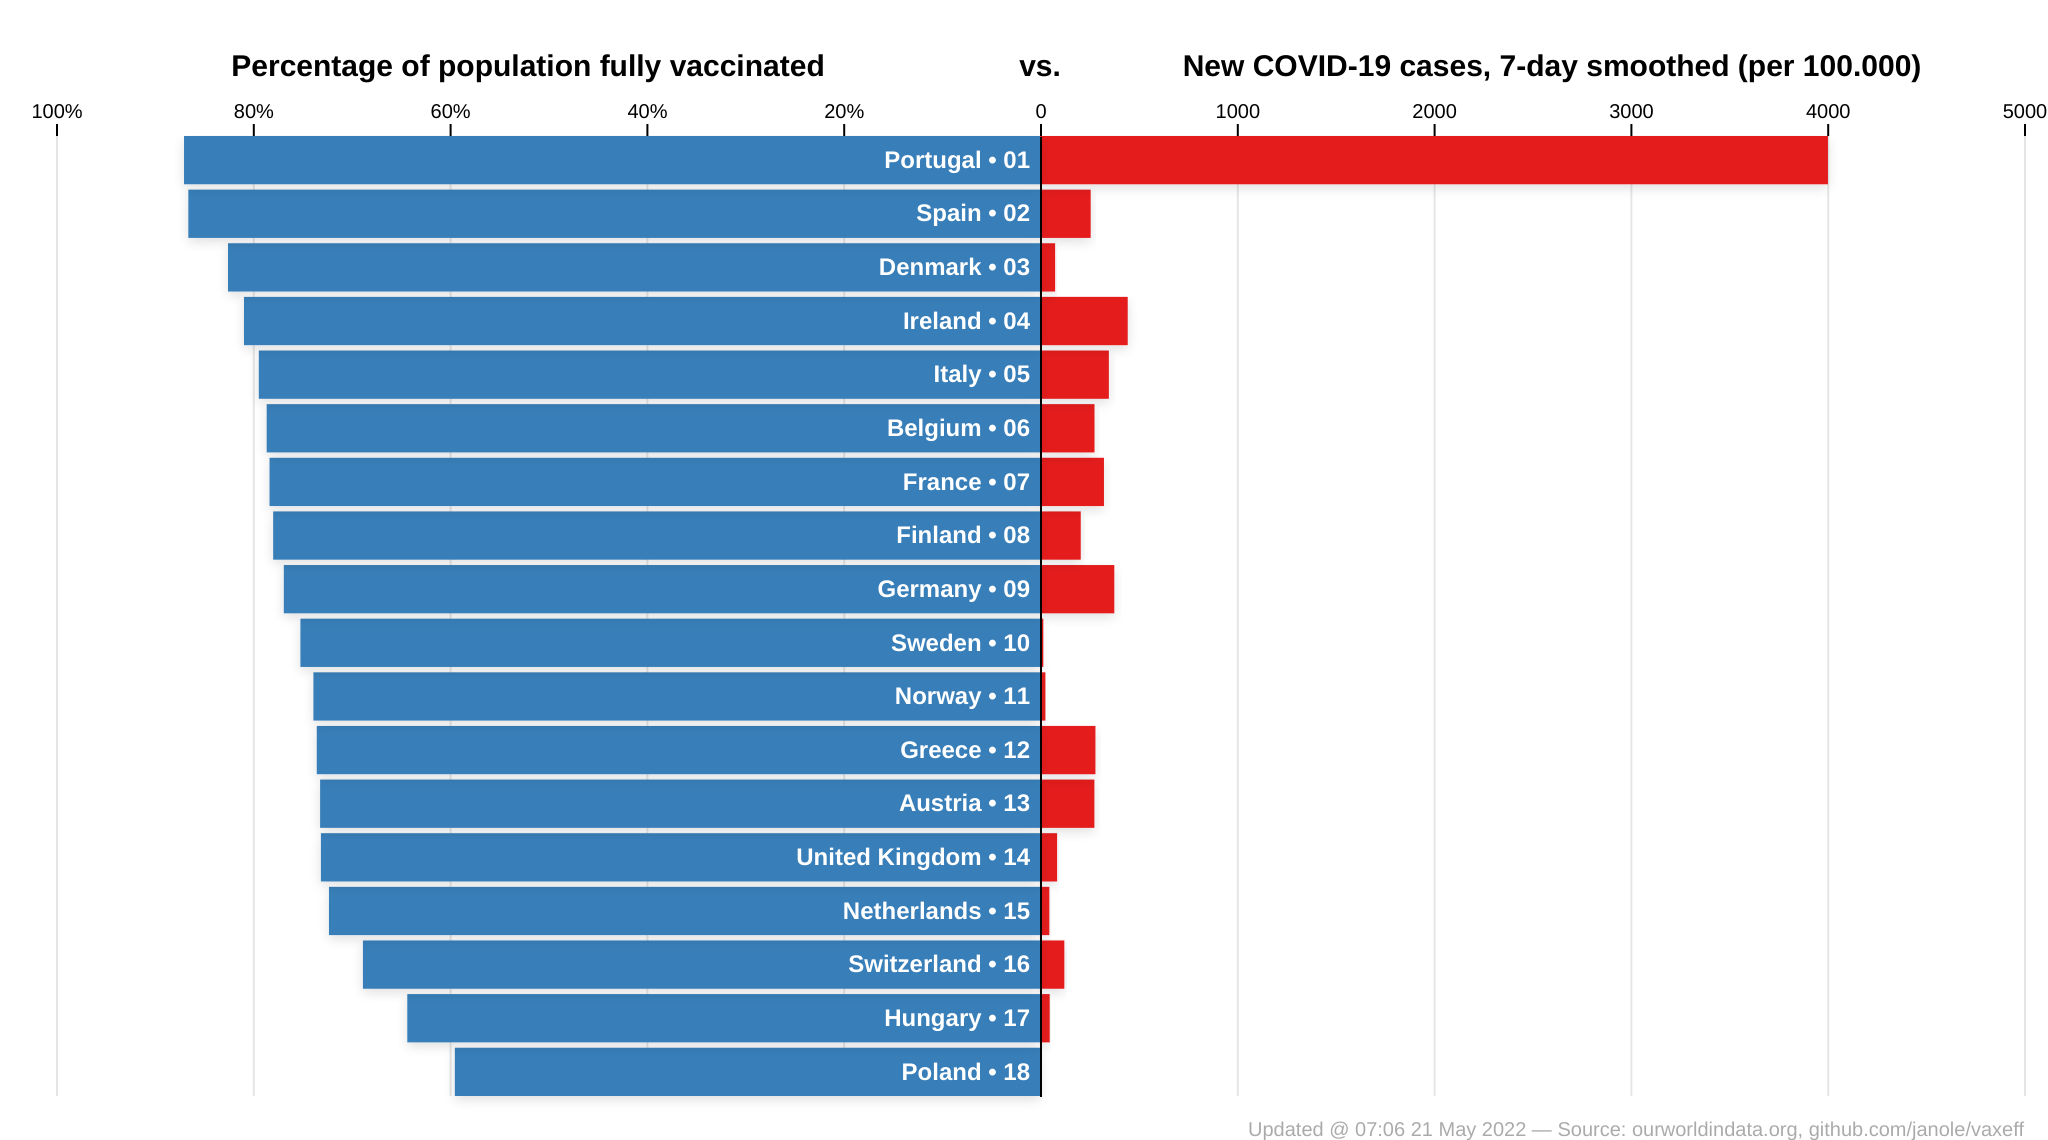 Percentage of population fully vaccinated vs. New COVID-19 cases, 7-day smoothed (per 100.000)
100% 80% 60% 40% 20% 0 1000 2000 3000 4000 5000
Portugal • 01
Spain • 02
Denmark • 03
Ireland • 04
Italy • 05
Belgium • 06
France • 07
Finland • 08
Germany • 09
Sweden • 10
Norway • 11
Greece • 12
Austria • 13
United Kingdom • 14
Netherlands • 15
Switzerland • 16
Hungary • 17
Poland • 18
Updated @ 07:06 21 May 2022 — Source: ourworldindata.org, github.com/janole/vaxeff